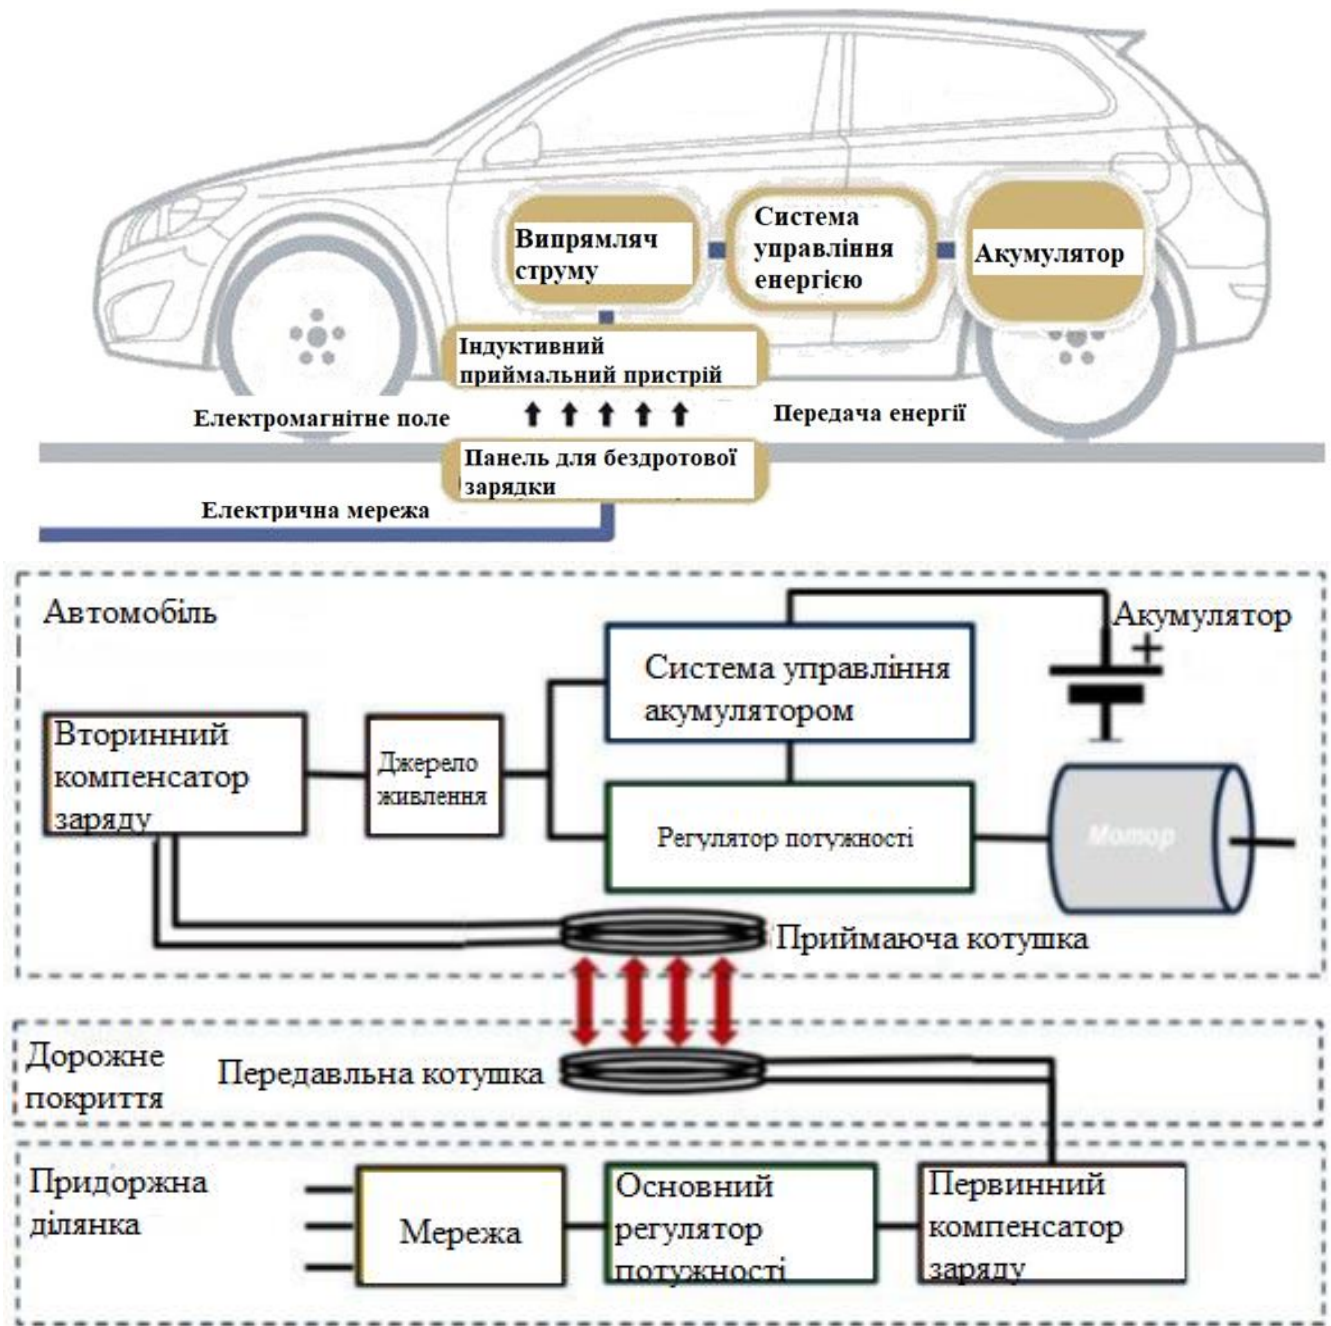 Випрямляч
струму
Система
управління
енергією
Акумулятор
Індуктивний
приймальний пристрій
Електромагнітне поле
Передача енергії
Панель для бездротової
зарядки
Електрична мережа
Автомобіль
Акумулятор
+
Система управління
акумулятором
Вторинний
компенсатор
заряду
Джерело
живлення
Регулятор потужності
Мотор
Приймаюча котушка
Дорожне
покриття
Передавльна котушка
Придоржна
ділянка
Мережа
Основний
регулятор
потужності
Первинний
компенсатор
заряду